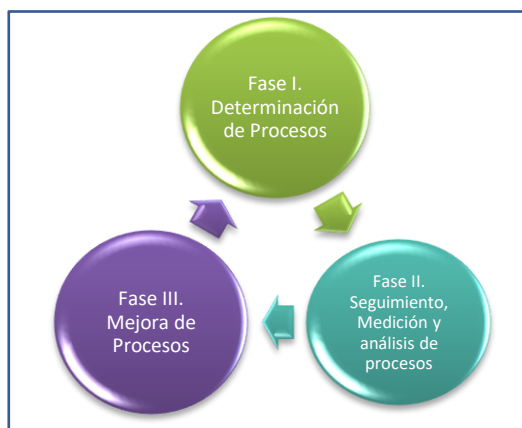 Fase I.
Determinación
de Procesos
Fase II.
Seguimiento,
Medición y
análisis de
procesos
Fase III.
Mejora de
Procesos